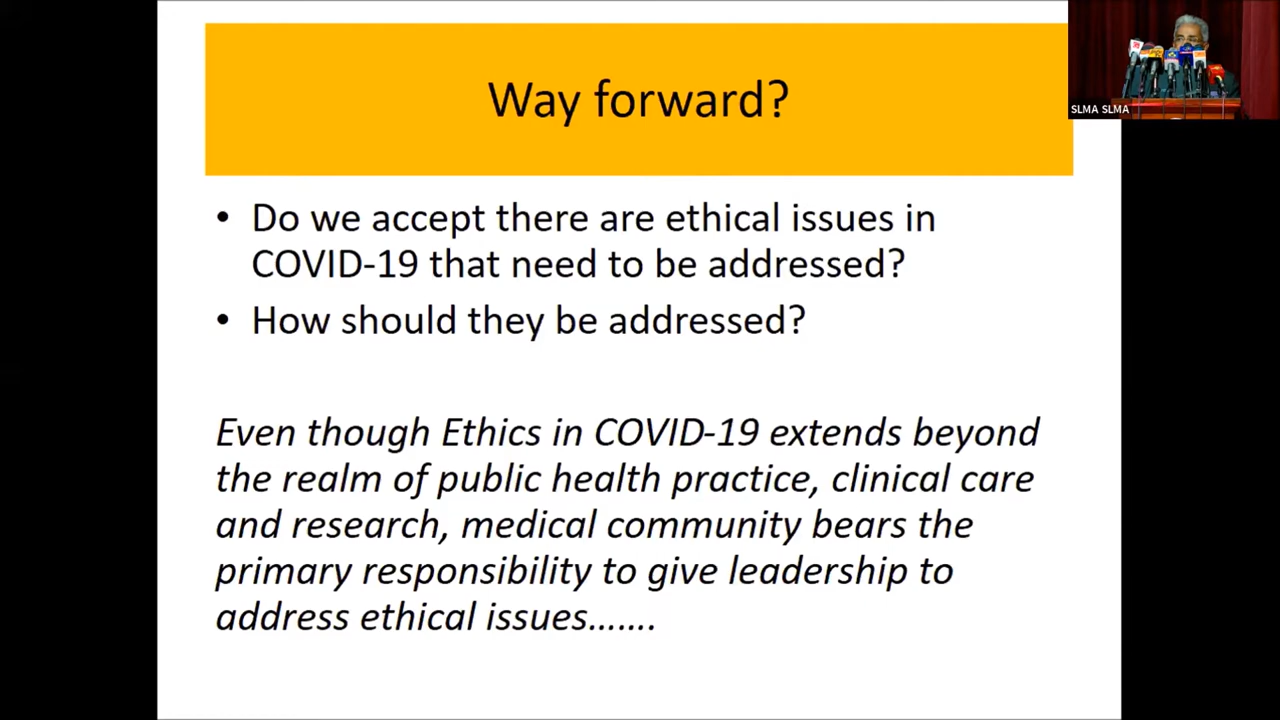 Way forward?
SLMA SLMA
• Do we accept there are ethical issues in
COVID-19 that need to be addressed?
• How should they be addressed?
Even though Ethics in COVID-19 extends beyond
the realm of public health practice, clinical care
and research, medical community bears the
primary responsibility to give leadership to
address ethical issues…….